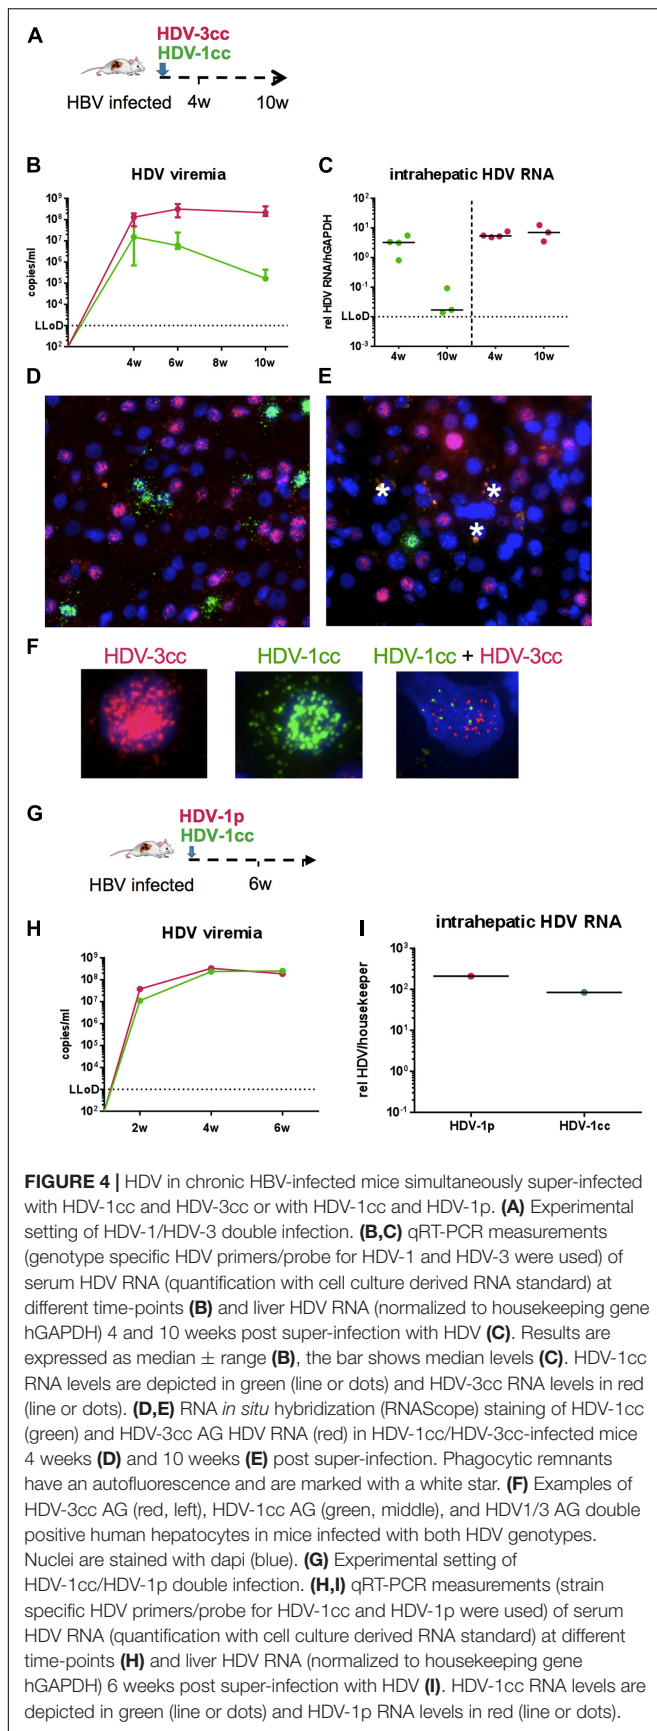 A
HDV-3cc
HDV-1cc
HBV infected
4w
10w
B
HDV viremia
copies/ml
10⁹
10⁸
10⁷
10⁶
10⁵
10⁴
LLoD
10²
4w
6w
10w
C
intrahepatic HDV RNA
rel HDV RNA/hGAPDH
10²
10¹
10⁰
10⁻¹
LLoD
10⁻³
4w
10w
4w
10w
D
E
*
*
*
F
HDV-3cc
HDV-1cc
HDV-1cc + HDV-3cc
G
HDV-1p
HDV-1cc
HBV infected
6w
H
HDV viremia
copies/ml
10⁹
10⁸
10⁷
10⁶
10⁵
10⁴
LLoD
10²
2w
4w
6w
I
intrahepatic HDV RNA
rel HDV/housekeeper
10³
10²
10¹
10⁰
10⁻¹
HDV-1p
HDV-1cc
FIGURE 4 | HDV in chronic HBV-infected mice simultaneously super-infected
with HDV-1cc and HDV-3cc or with HDV-1cc and HDV-1p. (A) Experimental
setting of HDV-1/HDV-3 double infection. (B,C) qRT-PCR measurements
(genotype specific HDV primers/probe for HDV-1 and HDV-3 were used) of
serum HDV RNA (quantification with cell culture derived RNA standard) at
different time-points (B) and liver HDV RNA (normalized to housekeeping gene
hGAPDH) 4 and 10 weeks post super-infection with HDV (C). Results are
expressed as median ± range (B), the bar shows median levels (C). HDV-1cc
RNA levels are depicted in green (line or dots) and HDV-3cc RNA levels in red
(line or dots). (D,E) RNA in situ hybridization (RNAScope) staining of HDV-1cc
(green) and HDV-3cc AG HDV RNA (red) in HDV-1cc/HDV-3cc-infected mice
4 weeks (D) and 10 weeks (E) post super-infection. Phagocytic remnants
have an autofluorescence and are marked with a white star. (F) Examples of
HDV-3cc AG (red, left), HDV-1cc AG (green, middle), and HDV1/3 AG double
positive human hepatocytes in mice infected with both HDV genotypes.
Nuclei are stained with dapi (blue). (G) Experimental setting of
HDV-1cc/HDV-1p double infection. (H,I) qRT-PCR measurements (strain
specific HDV primers/probe for HDV-1cc and HDV-1p were used) of serum
HDV RNA (quantification with cell culture derived RNA standard) at different
time-points (H) and liver HDV RNA (normalized to housekeeping gene
hGAPDH) 6 weeks post super-infection with HDV (I). HDV-1cc RNA levels are
depicted in green (line or dots) and HDV-1p RNA levels in red (line or dots).